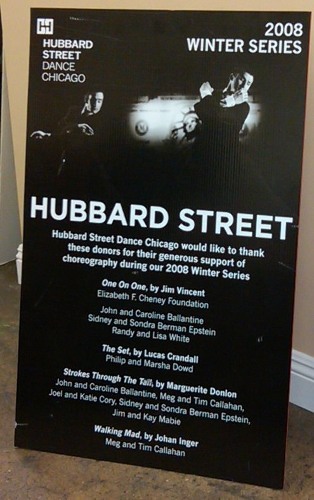 HUBBARD
STREET
DANCE
CHICAGO
2008
WINTER SERIES
HUBBARD STREET
Hubbard Street Dance Chicago would like to thank
these donors for their generous support of
choreography during our 2008 Winter Series
One On One, by Jim Vincent
Elizabeth F. Cheney Foundation
John and Caroline Ballantine
Sidney and Sondra Berman Epstein
Randy and Lisa White
The Set, by Lucas Crandall
Philip and Marsha Dowd
Strokes Through The Tail, by Marguerite Donlon
John and Caroline Ballantine, Meg and Tim Callahan,
Joel and Katie Cory, Sidney and Sondra Berman Epstein,
Jim and Kay Mabie
Walking Mad, by Johan Inger
Meg and Tim Callahan